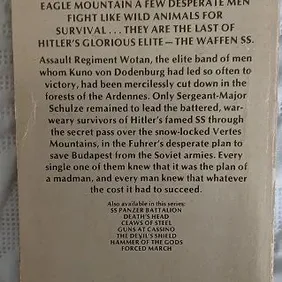 EAGLE MOUNTAIN A FEW DESPERATE MEN
FIGHT LIKE WILD ANIMALS FOR
SURVIVAL . . . THEY ARE THE LAST OF
HITLER'S GLORIOUS ELITE — THE WAFFEN SS.
Assault Regiment Wotan, the elite band of men
whom Kuno von Dodenburg had led so often to
victory, had been mercilessly cut down in the
forests of the Ardennes. Only Sergeant-Major
Schulze remained to lead the battered, war-
weary survivors of Hitler's famed SS through
the secret pass over the snow-locked Vertes
Mountains, in the Fuhrer's desperate plan to
save Budapest from the Soviet armies. Every
single one of them knew that it was the plan of
a madman, and every man knew that whatever
the cost it had to succeed.
Also available in this series:
SS PANZER BATTALION
DEATH'S HEAD
CLAWS OF STEEL
GUNS AT CASSINO
THE DEVIL'S SHIELD
HAMMER OF THE GODS
FORCED MARCH